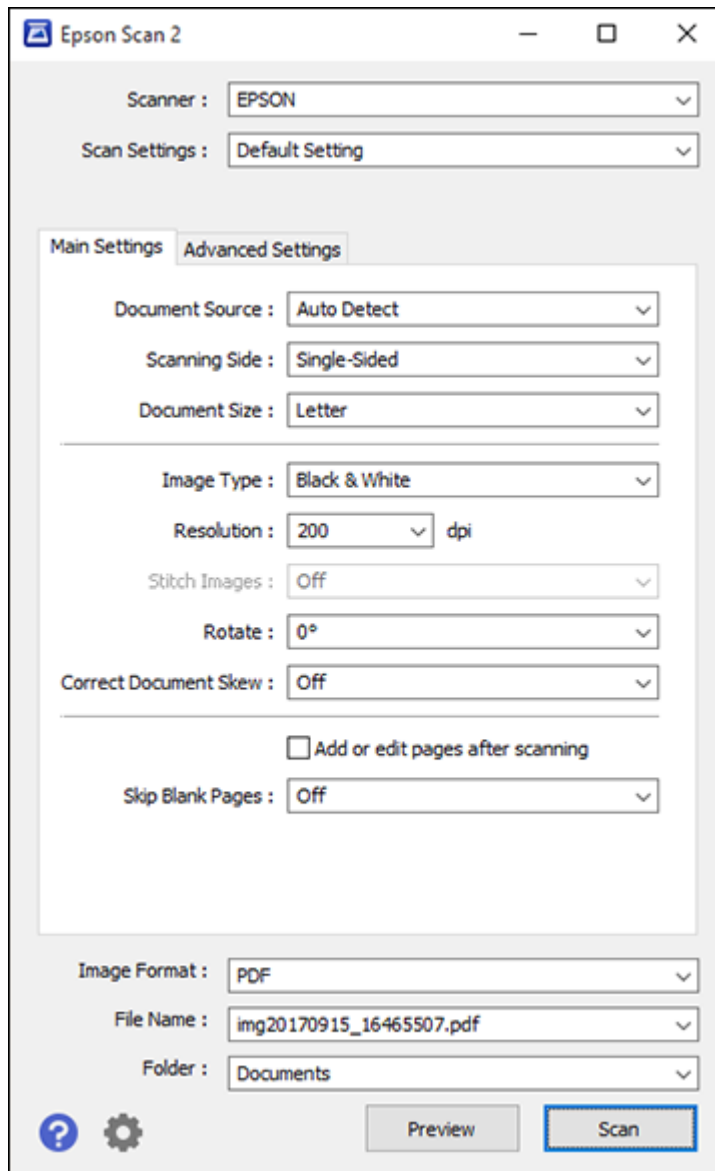 Epson Scan 2
Scanner : EPSON
Scan Settings : Default Setting
Main Settings Advanced Settings
Document Source : Auto Detect
Scanning Side : Single-Sided
Document Size : Letter
Image Type : Black & White
Resolution : 200 dpi
Stitch Images : Off
Rotate : 0°
Correct Document Skew : Off
Add or edit pages after scanning
Skip Blank Pages : Off
Image Format : PDF
File Name : img20170915_16465507.pdf
Folder : Documents
? Preview Scan